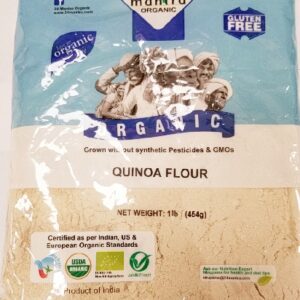 mantra
ORGANIC
organic
GLUTEN
FREE
ORGANIC
Grown without synthetic Pesticides & GMOs
QUINOA FLOUR
NET WEIGHT: 1lb (454g)
Certified as per Indian, US &
European Organic Standards
USDA
ORGANIC
Product of India